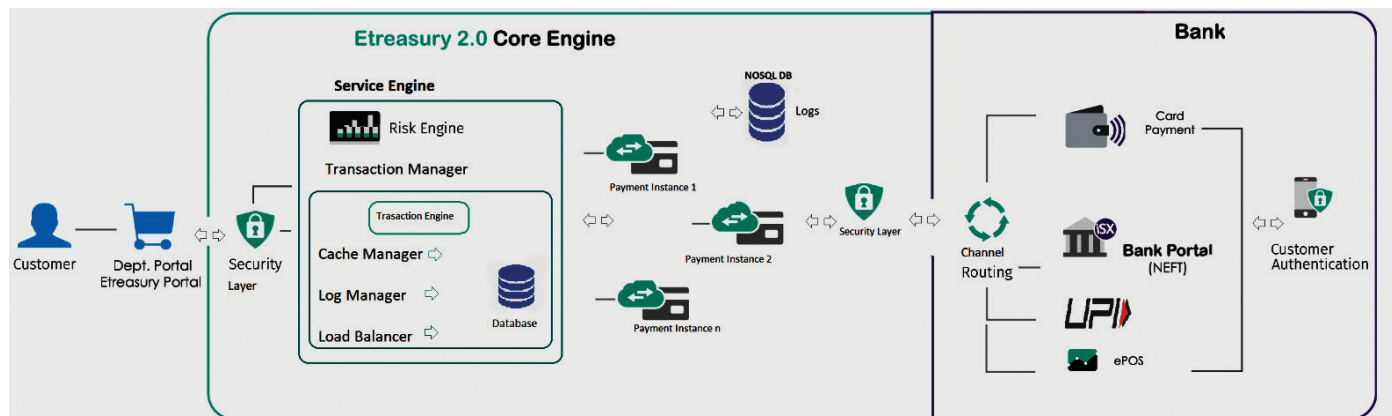 Etreasury 2.0 Core Engine
Bank
Service Engine
NOSQL DB
Logs
Risk Engine
Transaction Manager
Trasaction Engine
Cache Manager
Log Manager
Load Balancer
Database
Customer
Dept. Portal
Etreasury Portal
Security
Layer
Payment Instance 1
Payment Instance 2
Payment Instance n
Security Layer
Channel
Routing
Card
Payment
iSX
Bank Portal
(NEFT)
UPI
ePOS
Customer
Authentication